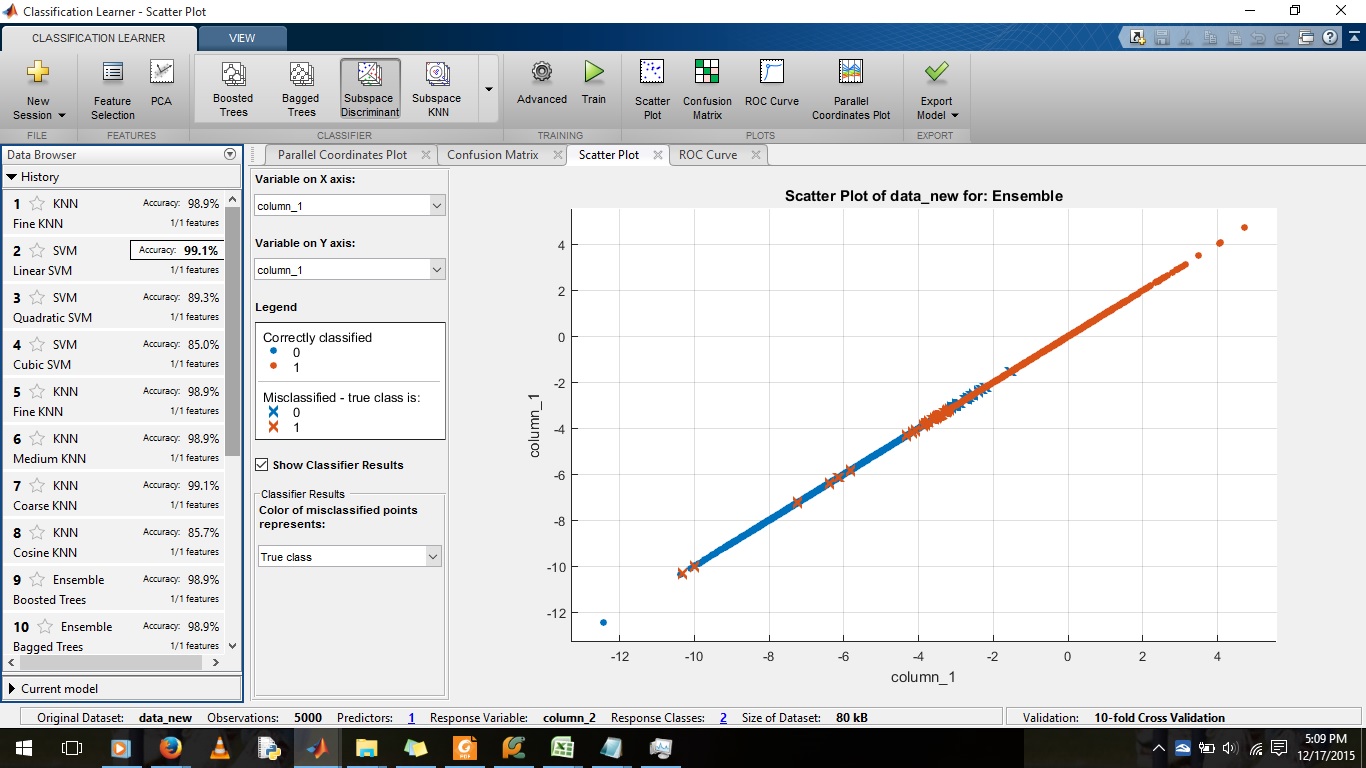 Classification Learner - Scatter Plot
CLASSIFICATION LEARNER
VIEW
New Session
Feature Selection
PCA
Boosted Trees
Bagged Trees
Subspace Discriminant
Subspace KNN
Advanced
Train
Scatter Plot
Confusion Matrix
ROC Curve
Parallel Coordinates Plot
Export Model
FILE
FEATURES
CLASSIFIER
TRAINING
PLOTS
EXPORT
Data Browser
History
1 KNN Accuracy: 98.9%
Fine KNN 1/1 features
2 SVM Accuracy: 99.1%
Linear SVM 1/1 features
3 SVM Accuracy: 89.3%
Quadratic SVM 1/1 features
4 SVM Accuracy: 85.0%
Cubic SVM 1/1 features
5 KNN Accuracy: 98.9%
Fine KNN 1/1 features
6 KNN Accuracy: 98.9%
Medium KNN 1/1 features
7 KNN Accuracy: 99.1%
Coarse KNN 1/1 features
8 KNN Accuracy: 85.7%
Cosine KNN 1/1 features
9 Ensemble Accuracy: 98.9%
Boosted Trees 1/1 features
10 Ensemble Accuracy: 98.9%
Bagged Trees 1/1 features
Current model
Parallel Coordinates Plot
Confusion Matrix
Scatter Plot
ROC Curve
Variable on X axis:
column_1
Variable on Y axis:
column_1
Legend
Correctly classified
0
1
Misclassified - true class is:
0
1
Show Classifier Results
Classifier Results
Color of misclassified points
represents:
True class
Scatter Plot of data_new for: Ensemble
4
2
0
-2
-4
-6
-8
-10
-12
column_1
-12 -10 -8 -6 -4 -2 0 2 4
column_1
Original Dataset: data_new Observations: 5000 Predictors: 1 Response Variable: column_2 Response Classes: 2 Size of Dataset: 80 kB
Validation: 10-fold Cross Validation
5:09 PM
12/17/2015